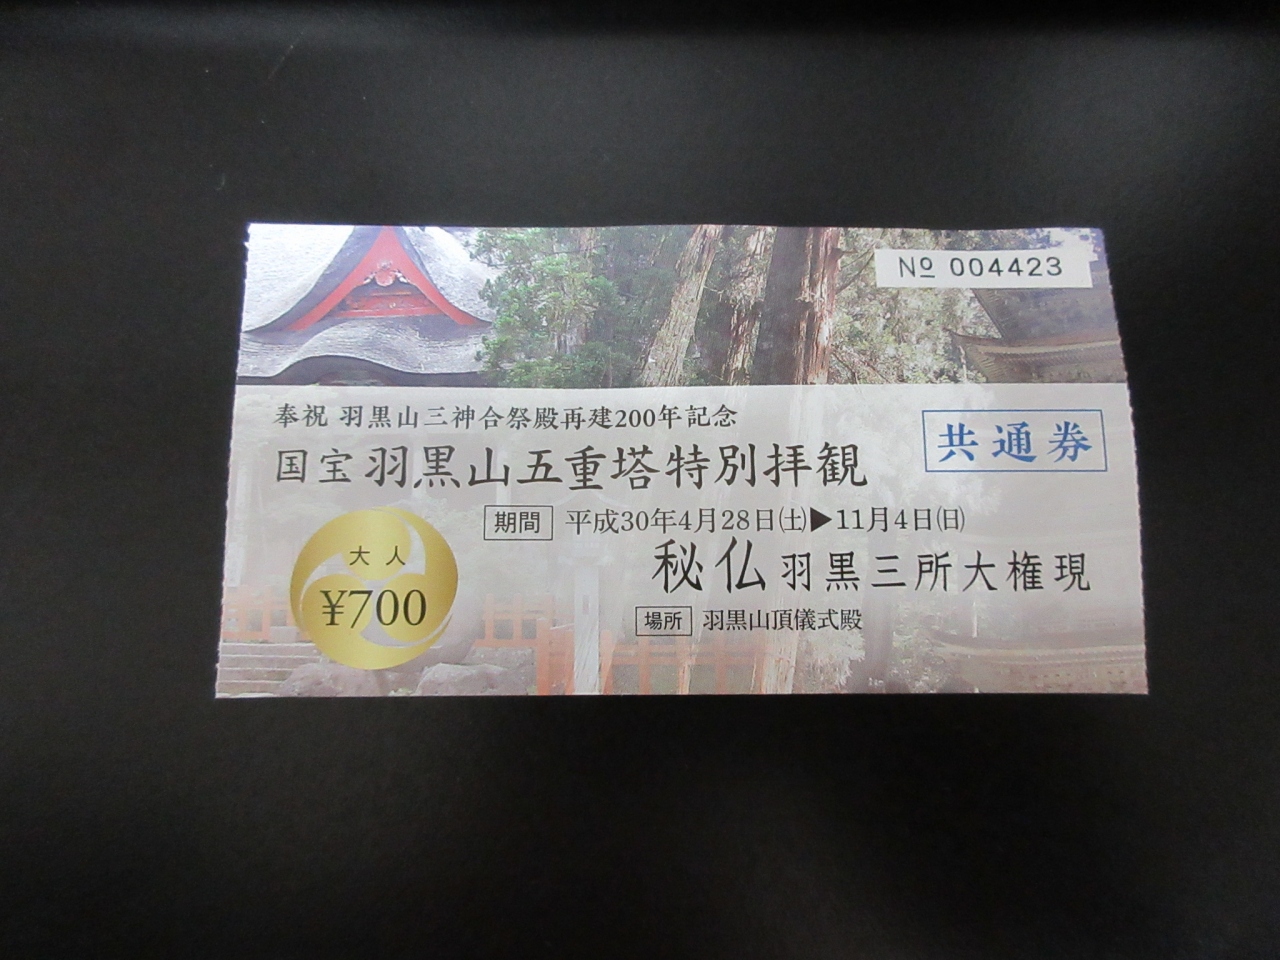 No 004423
奉祝 羽黒山三神合祭殿再建200年記念
共通券
国宝羽黒山五重塔特別拝観
期間 平成30年4月28日(土)▶11月4日(日)
大人
¥700
秘仏 羽黒三所大権現
場所 羽黒山頂儀式殿